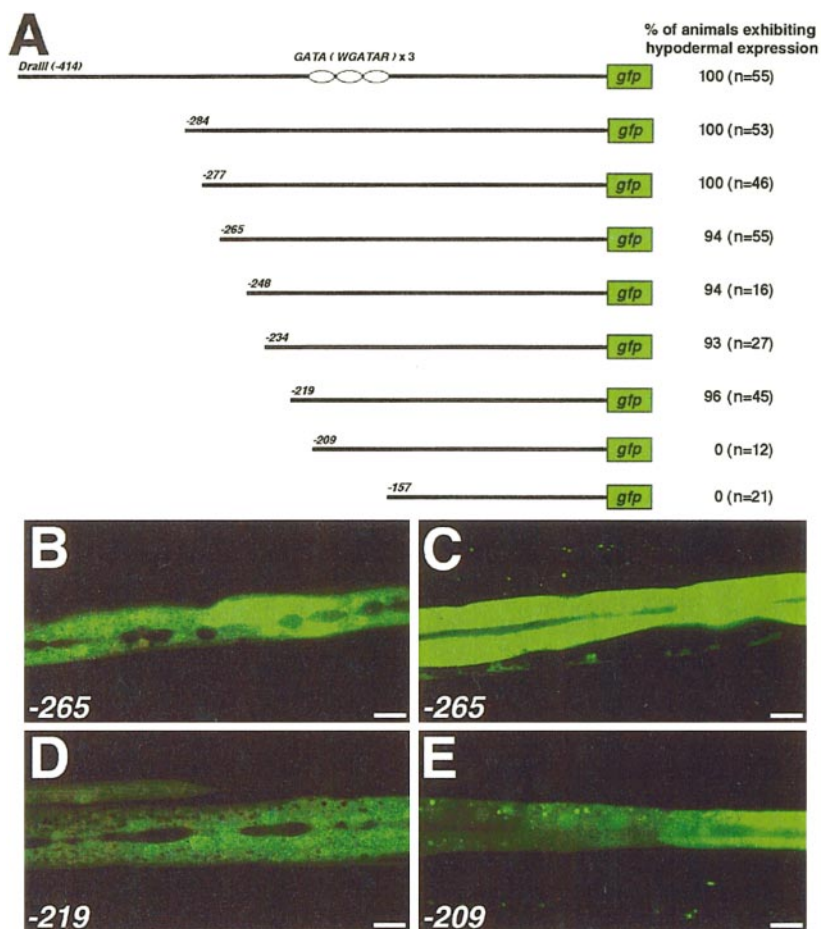 A
% of animals exhibiting
hypodermal expression
GATA ( WGATAR ) x 3
DraIII (-414)
gfp
100 (n=55)
-284
gfp
100 (n=53)
-277
gfp
100 (n=46)
-265
gfp
94 (n=55)
-248
gfp
94 (n=16)
-234
gfp
93 (n=27)
-219
gfp
96 (n=45)
-209
gfp
0 (n=12)
-157
gfp
0 (n=21)
B
-265
C
-265
D
-219
E
-209